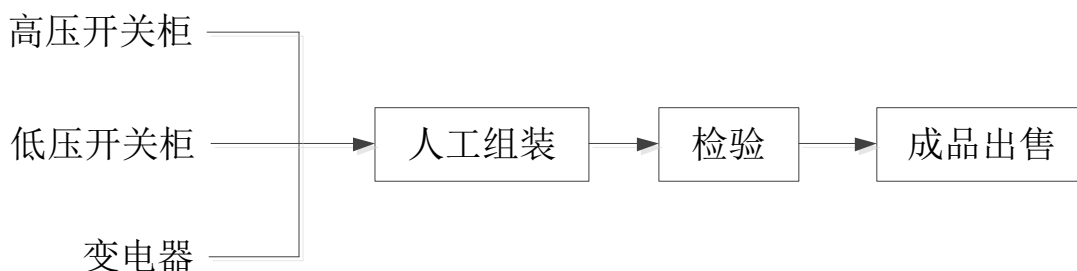 高压开关柜
低压开关柜
人工组装
检验
成品出售
变电器